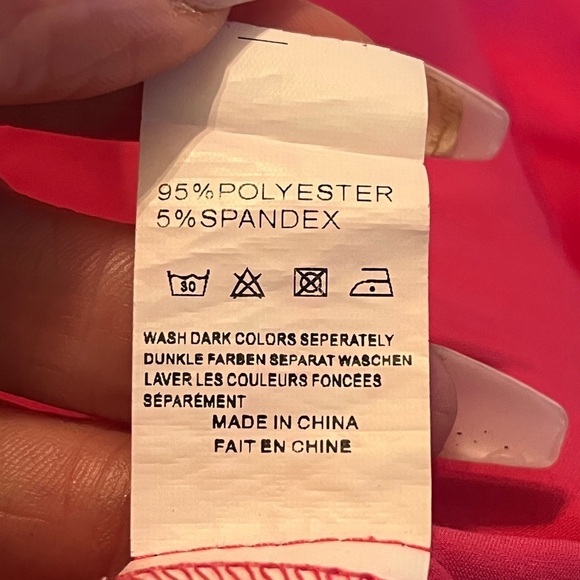 95%POLYESTER
5%SPANDEX
30
WASH DARK COLORS SEPERATELY
DUNKLE FARBEN SEPARAT WASCHEN
LAVER LES COULEURS FONCÉES
SÉPARÉMENT
MADE IN CHINA
FAIT EN CHINE